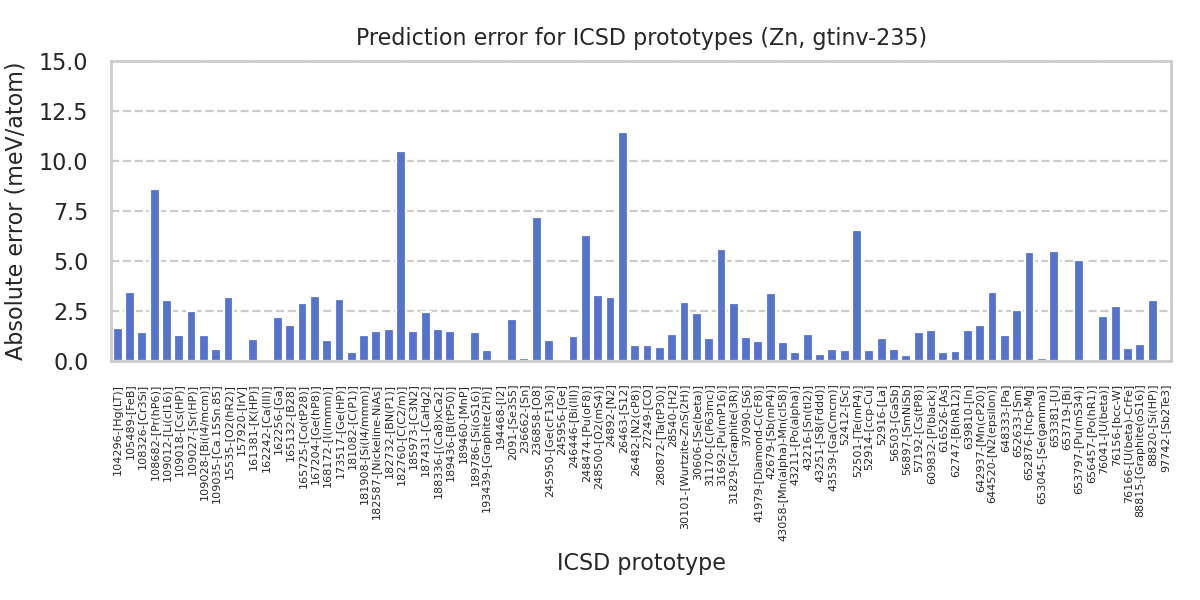 Prediction error for ICSD prototypes (Zn, gtinv-235)
Absolute error (meV/atom)
15.0
12.5
10.0
7.5
5.0
2.5
0.0
104296-[Hg(LT)]
105489-[FeB]
108326-[Cr3Si]
108682-[Pr(hP6)]
109012-[Li(cI16)]
109018-[Cs(HP)]
109027-[Sr(HP)]
109028-[Bi(I4/mcm)]
109035-[Ca.15Sn.85]
15535-[O2(hR2)]
157920-[IrV]
161381-[K(HP)]
162242-[Ca(III)]
162256-[Ga]
165132-[B28]
165725-[Co(tP28)]
167204-[Ge(hP8)]
168172-[I(Immm)]
173517-[Ge(HP)]
181082-[C(P1)]
181908-[Si(I4/mmm)]
182587-[Nickeline-NiAs]
182732-[BN(P1)]
182760-[C(C2/m)]
185973-[C3N2]
187431-[CaHg2]
188336-[(Ca8)xCa2]
189436-[B(tP50)]
189460-[MnP]
189786-[Si(oS16)]
193439-[Graphite(2H)]
194468-[I2]
2091-[Se3S5]
236662-[Sn]
236858-[O8]
245950-[Ge(cF136)]
245956-[Ge]
246446-[Bi(III)]
248474-[Pu(oF8)]
248500-[O2(mS4)]
24892-[N2]
26463-[S12]
26482-[N2(cP8)]
27249-[CO]
280872-[Ta(tP30)]
28540-[H2]
30101-[Wurtzite-ZnS(2H)]
30606-[Se(beta)]
31170-[C(P63mc)]
31692-[Pu(mP16)]
31829-[Graphite(3R)]
37090-[S6]
41979-[Diamond-C(cF8)]
42679-[Sb(mP4)]
43058-[Mn(alpha)-Mn(cI58)]
43211-[Po(alpha)]
43216-[Sn(tI2)]
43251-[S8(Fddd)]
43539-[Ga(Cmcm)]
52412-[Sc]
52501-[Te(mP4)]
52914-[ccp-Cu]
52916-[La]
56503-[GaSb]
56897-[SmNiSb]
57192-[Cs(tP8)]
609832-[P(black)]
616526-[As]
62747-[B(hR12)]
639810-[In]
642937-[Mn(cP20)]
644520-[N2(epsilon)]
648333-[Pa]
652633-[Sm]
652876-[hcp-Mg]
653045-[Se(gamma)]
653381-[U]
653719-[Bi]
653797-[Pu(mS34)]
656457-[Po(hR1)]
76041-[U(beta)]
76156-[bcc-W]
76166-[U(beta)-CrFe]
88815-[Graphite(oS16)]
88820-[Si(HP)]
97742-[Sb2Te3]
ICSD prototype